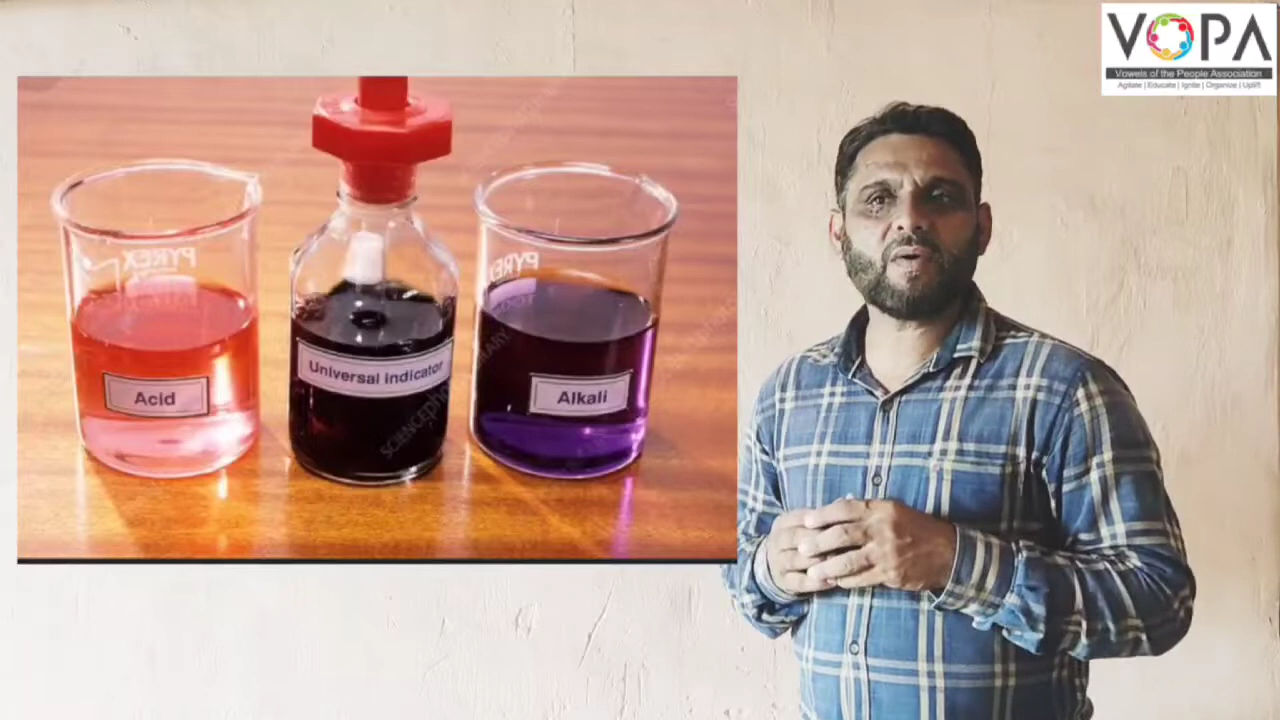 VOPA
Vowels of the People Association
Agitate | Educate | Ignite | Organize | Uplift
PYREX
PYREX
Universal indicator
Acid
Alkali